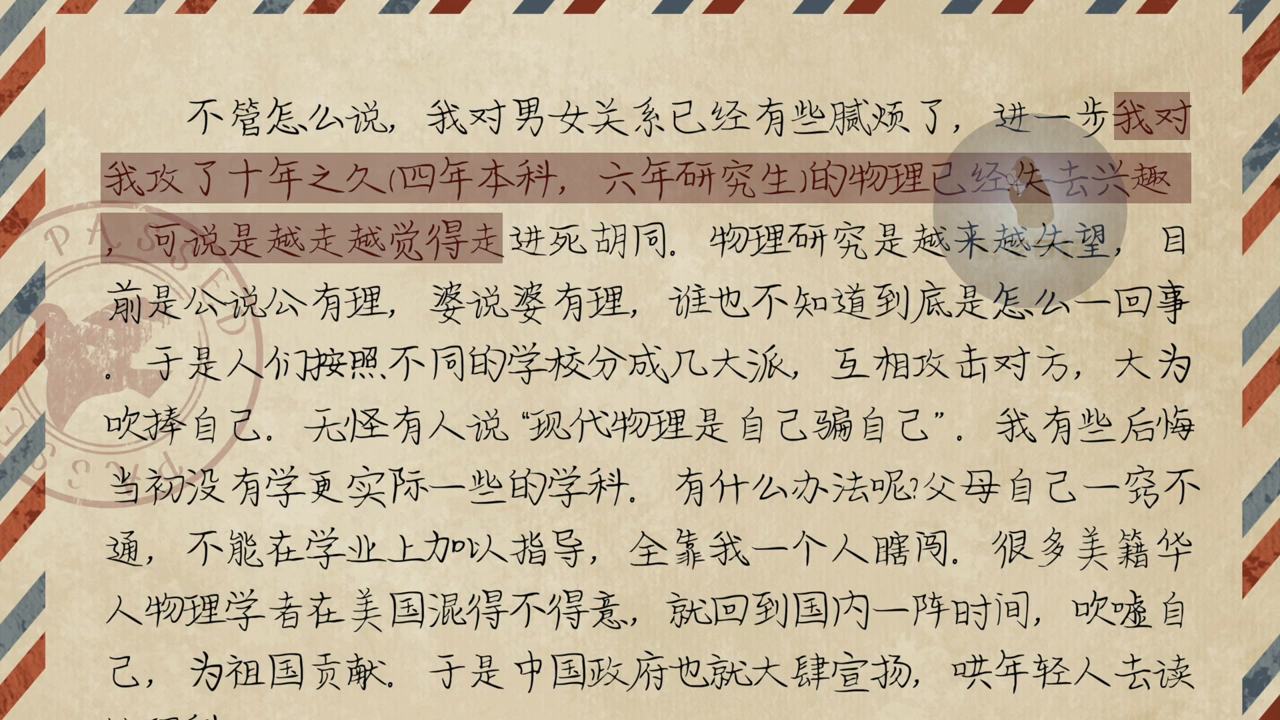 不管怎么说，我对男女关系已经有些腻烦了，进一步我对
我攻了十年之久(四年本科，六年研究生)的物理已经失去兴趣
，可说是越走越觉得走进死胡同。物理研究是越来越失望，目
前是公说公有理，婆说婆有理，谁也不知道到底是怎么一回事
。于是人们按照不同的学校分成几大派，互相攻击对方，大为
吹捧自己。无怪有人说“现代物理是自己骗自己”。我有些后悔
当初没有学更实际一些的学科。有什么办法呢?父母自己一窍不
通，不能在学业上加以指导，全靠我一个人瞎闯。很多美籍华
人物理学者在美国混得不得意，就回到国内一阵时间，吹嘘自
己，为祖国贡献。于是中国政府也就大肆宣扬，哄年轻人去读
PASSED
PASSE